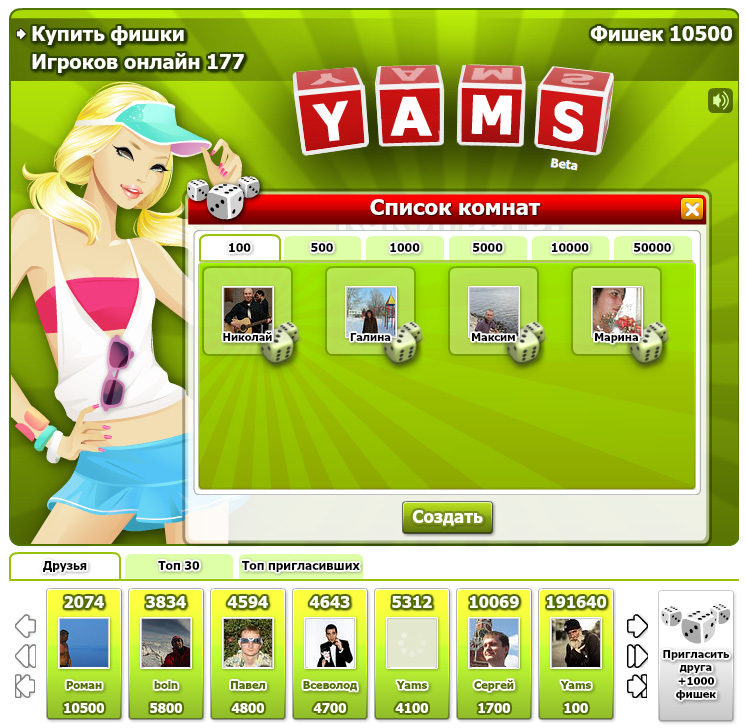 Купить фишки
Фишек 10500
Игроков онлайн 177
YAMS
Beta
Список комнат
100 500 1000 5000 10000 50000
Николай Галина Максим Марина
Создать
Друзья Топ 30 Топ пригласивших
2074 3834 4594 4643 5312 10069 191640
Роман boln Павел Всеволод Yams Сергей Yams
10500 5800 4800 4700 4100 1700 100
Пригласить
друга
+1000
фишек